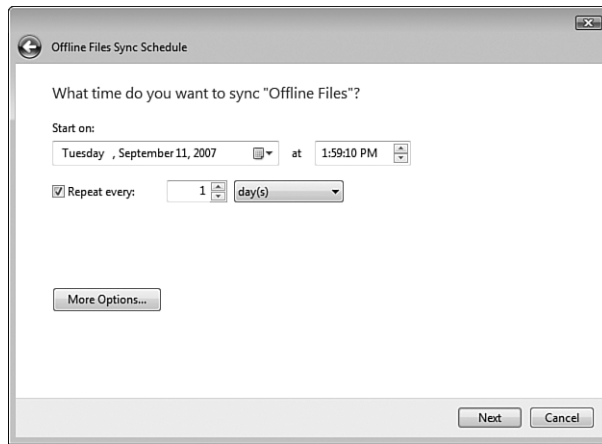 Offline Files Sync Schedule
What time do you want to sync "Offline Files"?
Start on:
Tuesday , September 11, 2007 at 1:59:10 PM
Repeat every: 1 day(s)
More Options...
Next Cancel